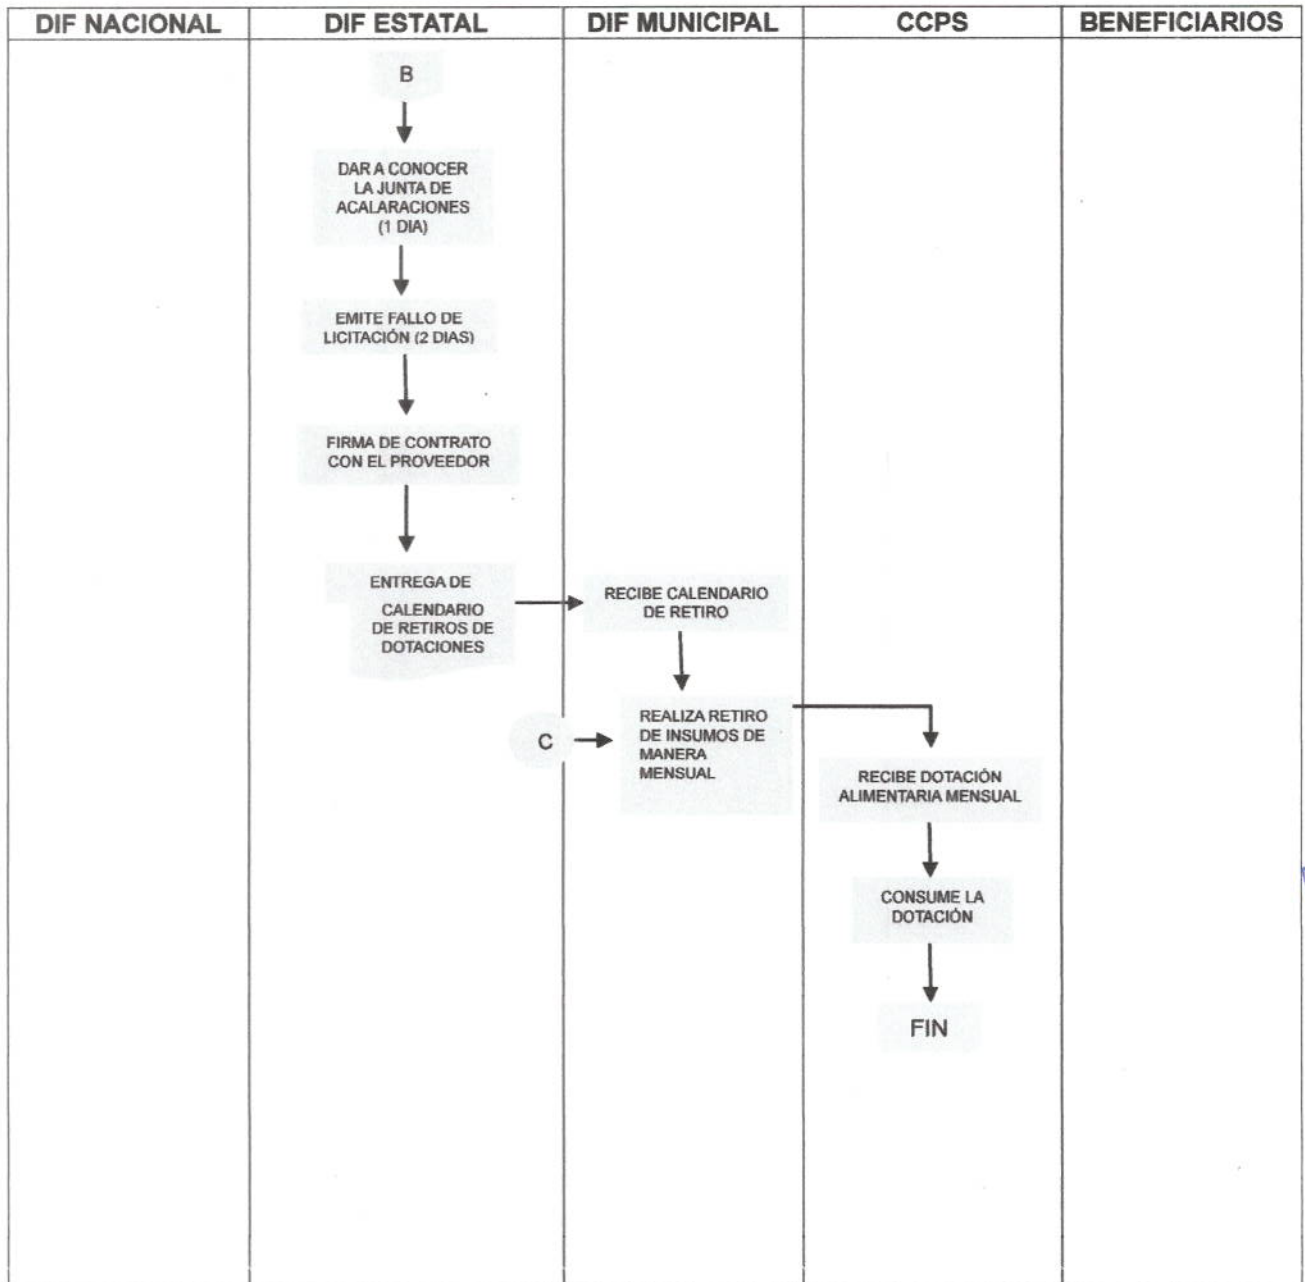 DIF NACIONAL
DIF ESTATAL
DIF MUNICIPAL
CCPS
BENEFICIARIOS
B
DAR A CONOCER
LA JUNTA DE
ACALARACIONES
(1 DIA)
EMITE FALLO DE
LICITACIÓN (2 DIAS)
FIRMA DE CONTRATO
CON EL PROVEEDOR
ENTREGA DE
CALENDARIO
DE RETIROS DE
DOTACIONES
RECIBE CALENDARIO
DE RETIRO
C
REALIZA RETIRO
DE INSUMOS DE
MANERA
MENSUAL
RECIBE DOTACIÓN
ALIMENTARIA MENSUAL
CONSUME LA
DOTACIÓN
FIN